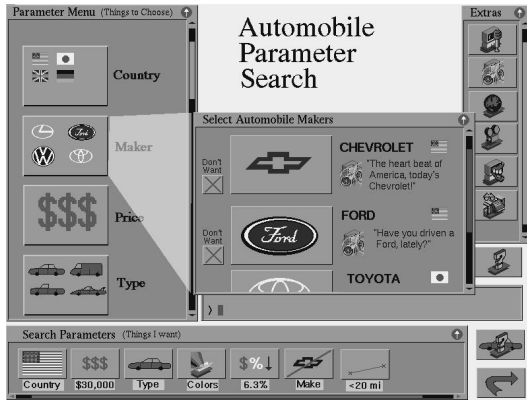 Parameter Menu (Things to Choose)
Country
Ford
Maker
$$$
Price
Type
Automobile
Parameter
Search
Extras
Select Automobile Makers
Don't
Want
CHEVROLET
"The heart beat of
America, today's
Chevrolet!"
Don't
Want
Ford
FORD
"Have you driven a
Ford, lately?"
TOYOTA
>
Search Parameters (Things I want)
$$$
$%↓
Country
$30,000
Type
Colors
6.3%
Make
<20 mi